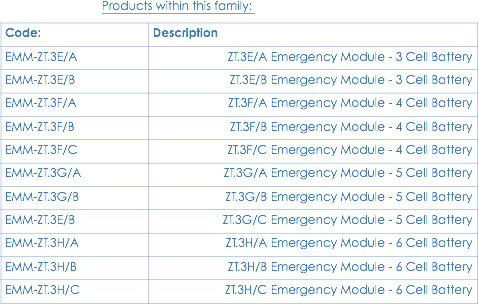 Products within this family:
Code: Description
EMM-ZT.3E/A ZT.3E/A Emergency Module - 3 Cell Battery
EMM-ZT.3E/B ZT.3E/B Emergency Module - 3 Cell Battery
EMM-ZT.3F/A ZT.3F/A Emergency Module - 4 Cell Battery
EMM-ZT.3F/B ZT.3F/B Emergency Module - 4 Cell Battery
EMM-ZT.3F/C ZT.3F/C Emergency Module - 4 Cell Battery
EMM-ZT.3G/A ZT.3G/A Emergency Module - 5 Cell Battery
EMM-ZT.3G/B ZT.3G/B Emergency Module - 5 Cell Battery
EMM-ZT.3E/B ZT.3G/C Emergency Module - 5 Cell Battery
EMM-ZT.3H/A ZT.3H/A Emergency Module - 6 Cell Battery
EMM-ZT.3H/B ZT.3H/B Emergency Module - 6 Cell Battery
EMM-ZT.3H/C ZT.3H/C Emergency Module - 6 Cell Battery